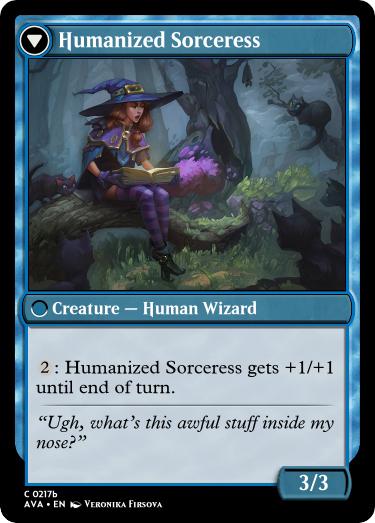 Humanized Sorceress
Creature — Human Wizard
2: Humanized Sorceress gets +1/+1
until end of turn.
“Ugh, what's this awful stuff inside my
nose?”
3/3
C 0217b
AVA • EN Veronika Firsova